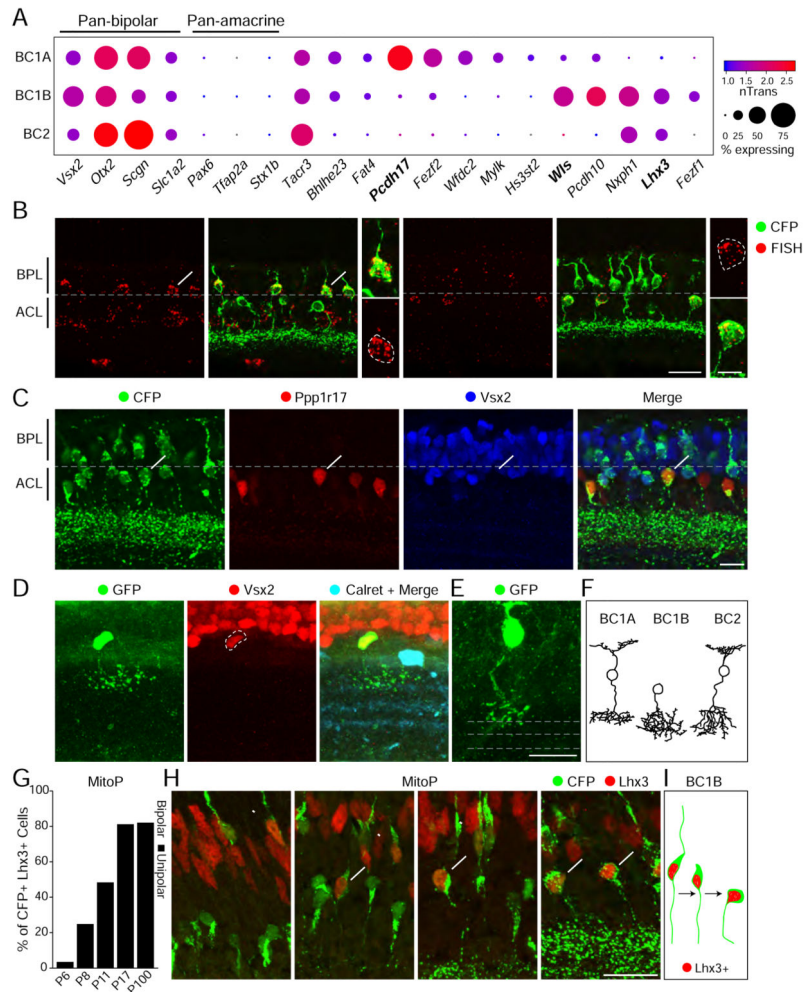 A
Pan-bipolar
Pan-amacrine
BC1A
BC1B
BC2
Vsx2
Otx2
Scgn
Slc1a2
Pax6
Tfap2a
Stx1b
Tacr3
Bhlhe23
Fat4
Pcdh17
Fezf2
Wfdc2
Mylk
Hs3st2
Wls
Pcdh10
Nxph1
Lhx3
Fezf1
1.0 2.0
nTrans
0 25 50 75
% expressing
B
BPL
ACL
CFP
FISH
C
CFP
Ppp1r17
Vsx2
Merge
BPL
ACL
D
GFP
Vsx2
Calret + Merge
E
GFP
F
BC1A
BC1B
BC2
G
MitoP
% of CFP+ Lhx3+ Cells
100
80
60
40
20
0
P6
P8
P11
P17
P100
Bipolar
Unipolar
H
MitoP
CFP
Lhx3
I
BC1B
Lhx3+